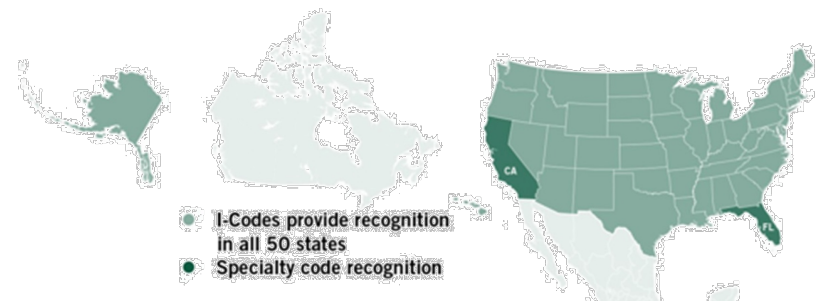 CA
I-Codes provide recognition
in all 50 states
FL
Specialty code recognition